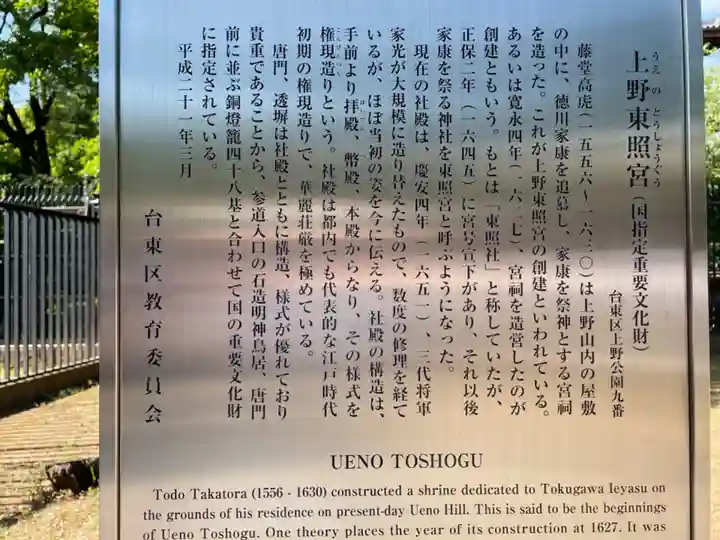 うえのとうしょうぐう
上野東照宮(国指定重要文化財)
台東区上野公園九番
藤堂高虎(一五五六〜一六三〇)は上野山内の屋敷
の中に、徳川家康を追慕し、家康を祭神とする宮祠
を造った。これが上野東照宮の創建といわれている。
あるいは寛永四年(一六二七)、宮祠を造営したのが
創建ともいう。もとは「東照社」と称していたが、
正保二年(一六四五)に宮号宣下があり、それ以後
家康を祭る神社を東照宮と呼ぶようになった。
現在の社殿は、慶安四年(一六五一)、三代将軍
家光が大規模に造り替えたもので、数度の修理を経て
いるが、ほぼ当初の姿を今に伝える。社殿の構造は、
手前より拝殿、幣殿、本殿からなり、その様式を
権現造りという。社殿は都内でも代表的な江戸時代
初期の権現造りで、華麗荘厳を極めている。
唐門、透塀は社殿とともに構造、様式が優れており
貴重であることから、参道入口の石造明神鳥居、唐門
前に並ぶ銅燈籠四十八基と合わせて国の重要文化財
に指定されている。
平成二十一年三月
台東区教育委員会
UENO TOSHOGU
Todo Takatora (1556 - 1630) constructed a shrine dedicated to Tokugawa Ieyasu on
the grounds of his residence on present-day Ueno Hill. This is said to be the beginnings
of Ueno Toshogu. One theory places the year of its construction at 1627. It was